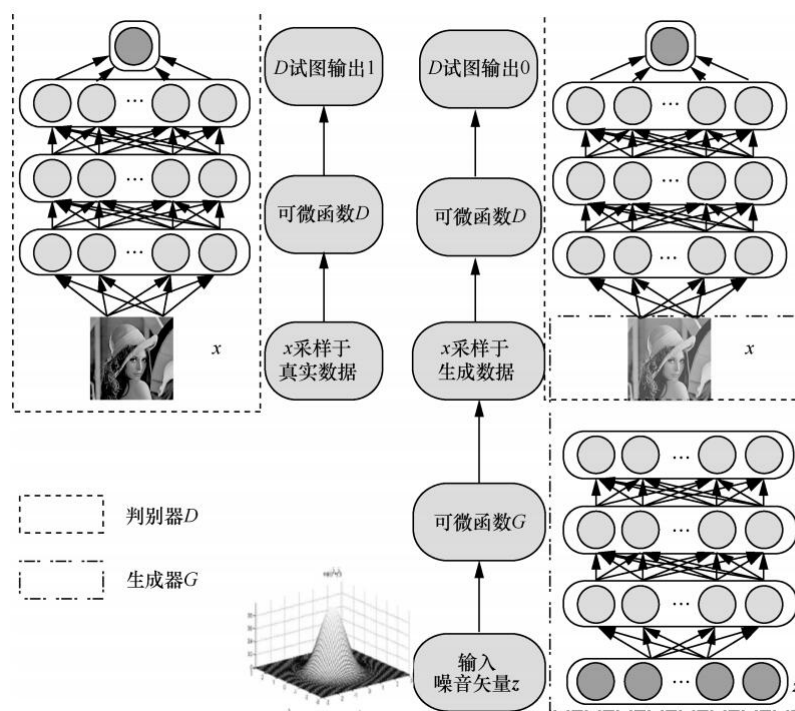 D试图输出1
D试图输出0
…
…
…
…
…
…
可微函数D
可微函数D
x
x采样于
真实数据
x采样于
生成数据
x
…
…
…
…
判别器D
可微函数G
生成器G
输入
噪音矢量z